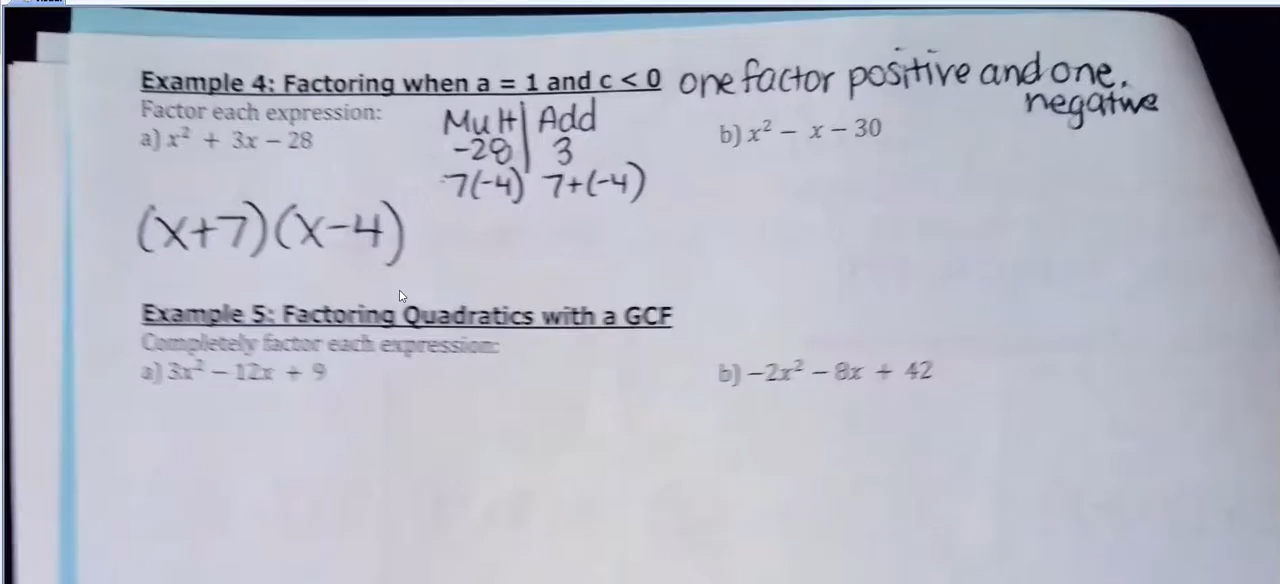 Example 4: Factoring when a = 1 and c < 0 one factor positive and one
negative
Factor each expression:
Mult | Add
a) x² + 3x − 28
-28 | 3
b) x² − x − 30
7(-4) 7+(-4)
(x+7)(x-4)
Example 5: Factoring Quadratics with a GCF
Completely factor each expression:
a) 3x² − 12x + 9
b) −2x² − 8x + 42